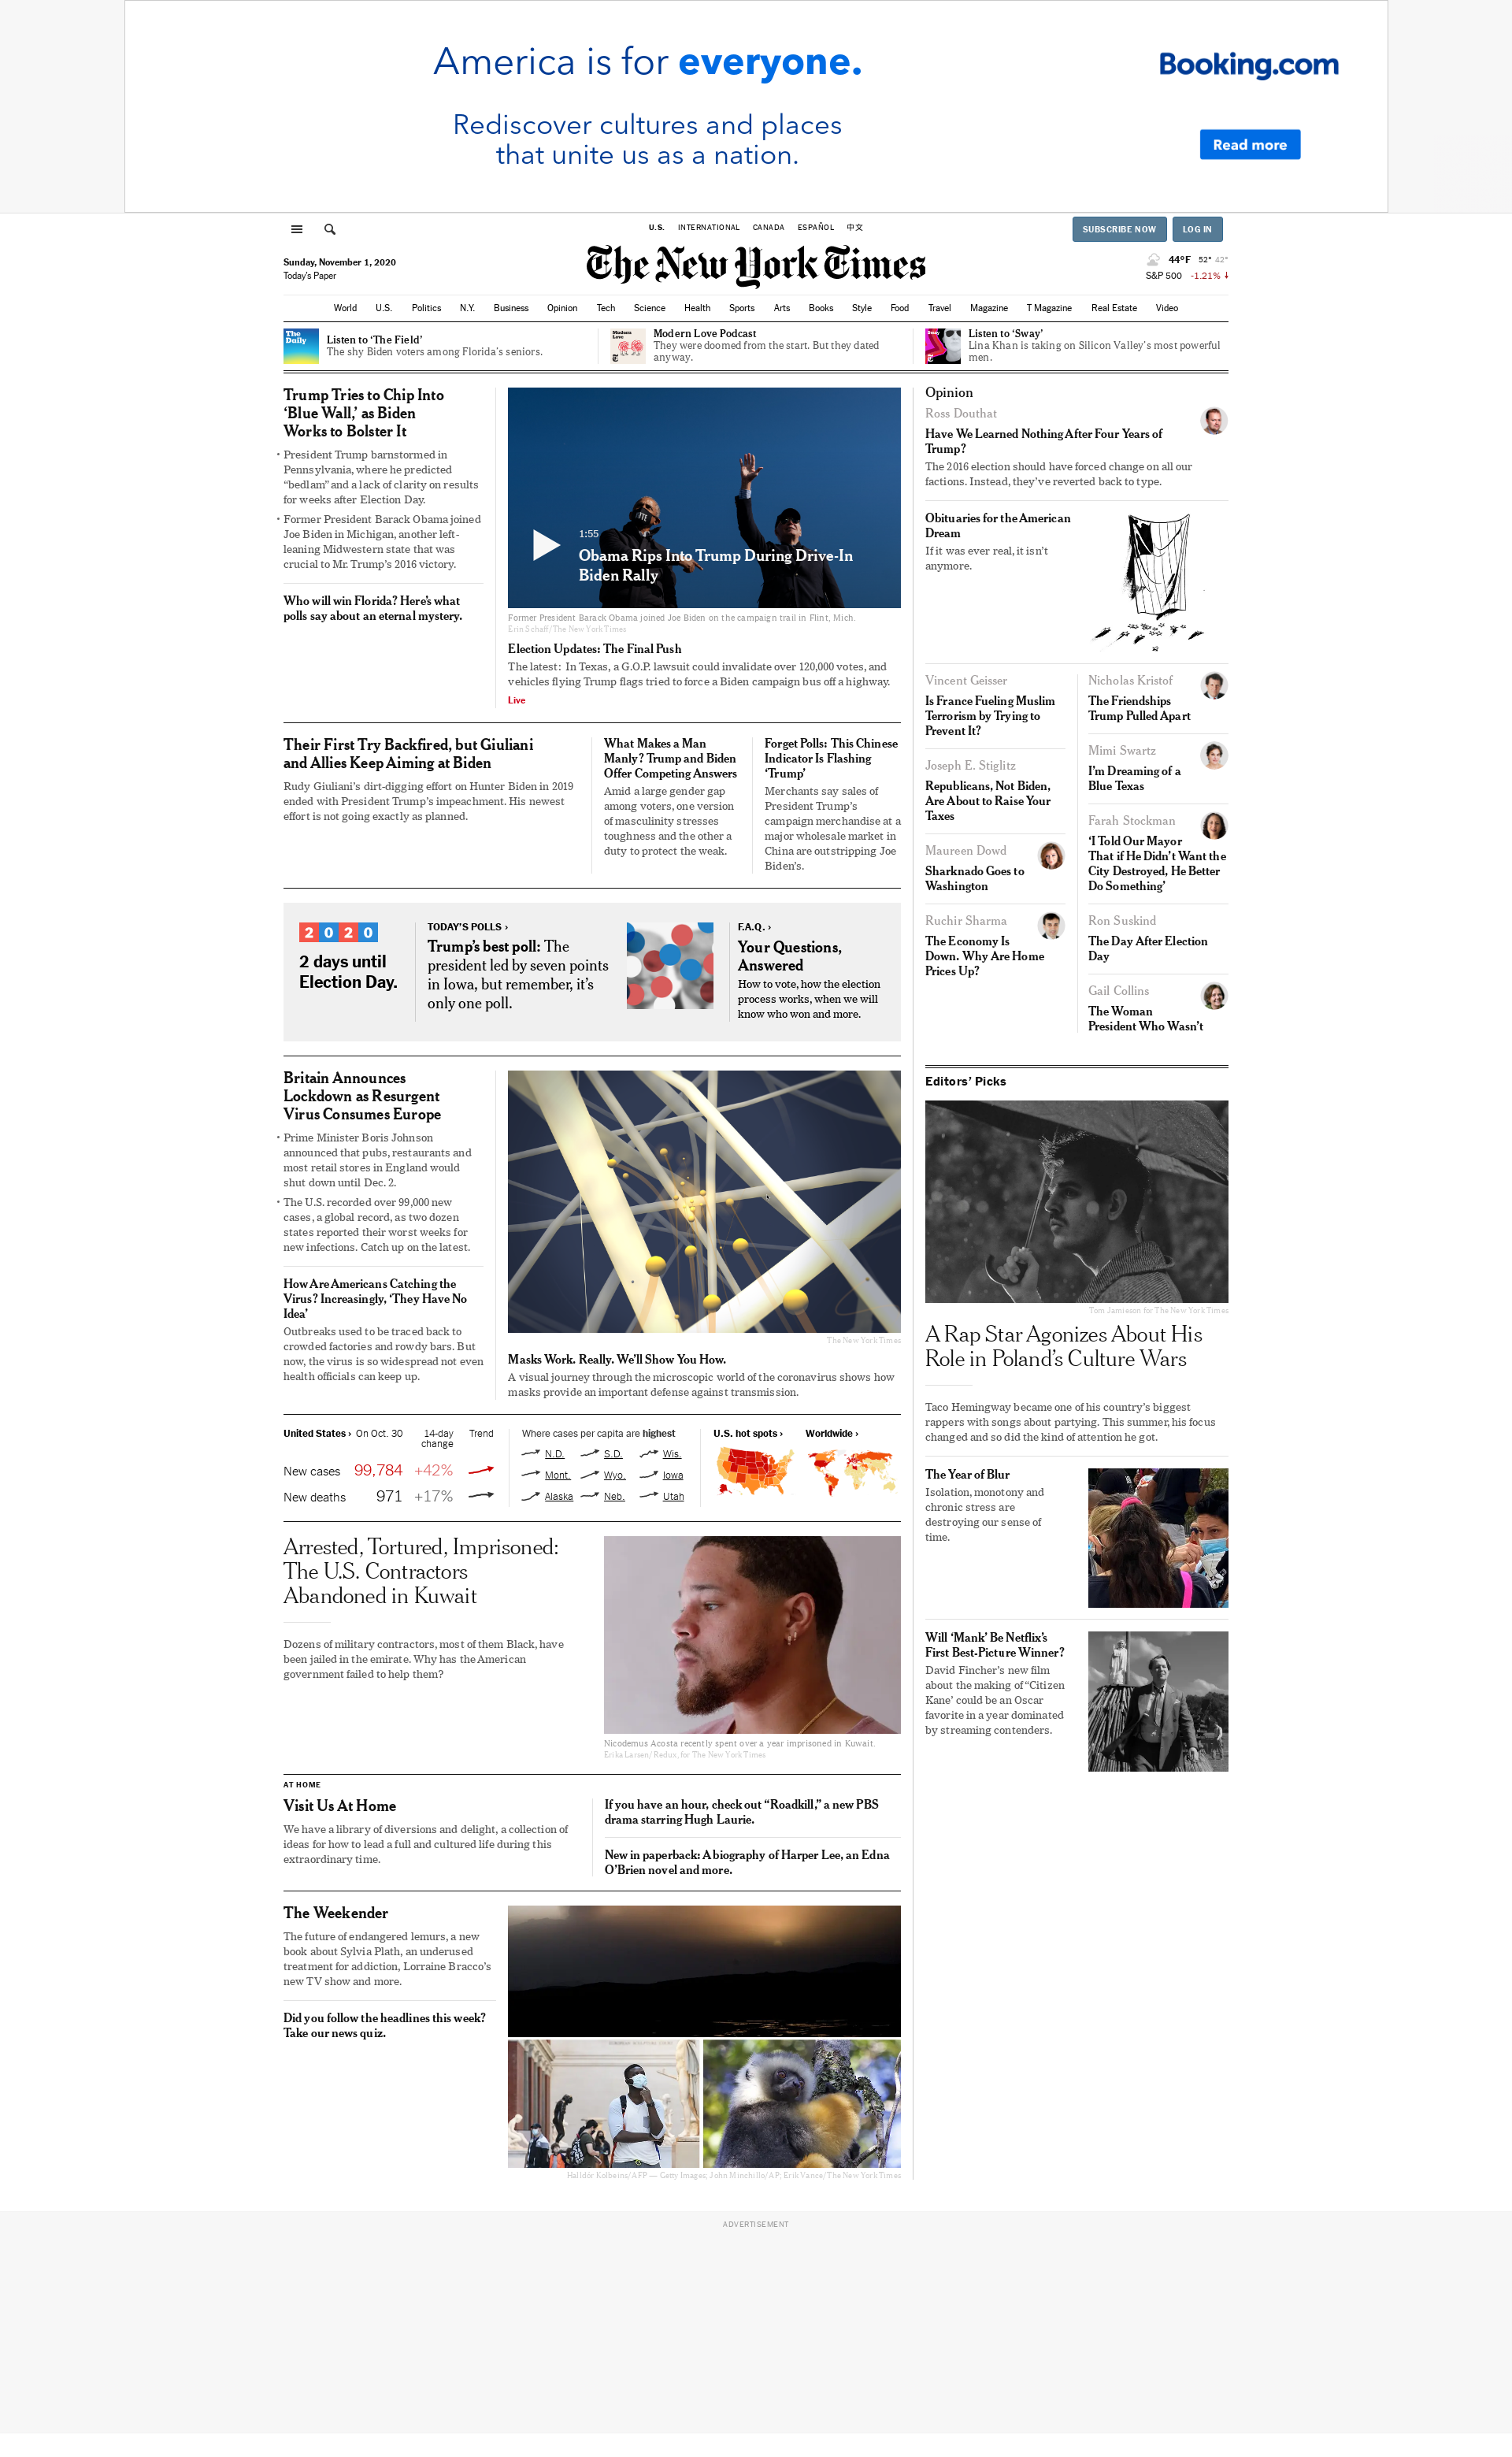 America is for everyone.
Rediscover cultures and places
that unite us as a nation.
Booking.com
Read more
U.S. INTERNATIONAL CANADA ESPAÑOL 中文
SUBSCRIBE NOW LOG IN
Sunday, November 1, 2020
Today's Paper
The New York Times
44°F 52° 42°
S&P 500 -1.21%
World U.S. Politics N.Y. Business Opinion Tech Science Health Sports Arts Books Style Food Travel Magazine T Magazine Real Estate Video
The
Daily
Listen to ‘The Field’
The shy Biden voters among Florida’s seniors.
Modern
Love
Modern Love Podcast
They were doomed from the start. But they dated
anyway.
Sway
Listen to ‘Sway’
Lina Khan is taking on Silicon Valley’s most powerful
men.
Trump Tries to Chip Into
‘Blue Wall,’ as Biden
Works to Bolster It
• President Trump barnstormed in
Pennsylvania, where he predicted
“bedlam” and a lack of clarity on results
for weeks after Election Day.
• Former President Barack Obama joined
Joe Biden in Michigan, another left-
leaning Midwestern state that was
crucial to Mr. Trump’s 2016 victory.
Who will win Florida? Here’s what
polls say about an eternal mystery.
1:55
Obama Rips Into Trump During Drive-In
Biden Rally
Former President Barack Obama joined Joe Biden on the campaign trail in Flint, Mich.
Erin Schaff/The New York Times
Election Updates: The Final Push
The latest: In Texas, a G.O.P. lawsuit could invalidate over 120,000 votes, and
vehicles flying Trump flags tried to force a Biden campaign bus off a highway.
Live
Their First Try Backfired, but Giuliani
and Allies Keep Aiming at Biden
Rudy Giuliani’s dirt-digging effort on Hunter Biden in 2019
ended with President Trump’s impeachment. His newest
effort is not going exactly as planned.
What Makes a Man
Manly? Trump and Biden
Offer Competing Answers
Amid a large gender gap
among voters, one version
of masculinity stresses
toughness and the other a
duty to protect the weak.
Forget Polls: This Chinese
Indicator Is Flashing
‘Trump’
Merchants say sales of
President Trump’s
campaign merchandise at a
major wholesale market in
China are outstripping Joe
Biden’s.
2020
2 days until
Election Day.
TODAY’S POLLS ›
Trump’s best poll: The
president led by seven points
in Iowa, but remember, it’s
only one poll.
F.A.Q. ›
Your Questions,
Answered
How to vote, how the election
process works, when we will
know who won and more.
Britain Announces
Lockdown as Resurgent
Virus Consumes Europe
• Prime Minister Boris Johnson
announced that pubs, restaurants and
most retail stores in England would
shut down until Dec. 2.
• The U.S. recorded over 99,000 new
cases, a global record, as two dozen
states reported their worst weeks for
new infections. Catch up on the latest.
How Are Americans Catching the
Virus? Increasingly, ‘They Have No
Idea’
Outbreaks used to be traced back to
crowded factories and rowdy bars. But
now, the virus is so widespread not even
health officials can keep up.
The New York Times
Masks Work. Really. We’ll Show You How.
A visual journey through the microscopic world of the coronavirus shows how
masks provide an important defense against transmission.
United States › On Oct. 30 14-day
change Trend
New cases 99,784 +42%
New deaths 971 +17%
Where cases per capita are highest
N.D. S.D. Wis.
Mont. Wyo. Iowa
Alaska Neb. Utah
U.S. hot spots › Worldwide ›
Arrested, Tortured, Imprisoned:
The U.S. Contractors
Abandoned in Kuwait
Dozens of military contractors, most of them Black, have
been jailed in the emirate. Why has the American
government failed to help them?
Nicodemus Acosta recently spent over a year imprisoned in Kuwait.
Erika Larsen/Redux, for The New York Times
AT HOME
Visit Us At Home
We have a library of diversions and delight, a collection of
ideas for how to lead a full and cultured life during this
extraordinary time.
If you have an hour, check out “Roadkill,” a new PBS
drama starring Hugh Laurie.
New in paperback: A biography of Harper Lee, an Edna
O’Brien novel and more.
The Weekender
The future of endangered lemurs, a new
book about Sylvia Plath, an underused
treatment for addiction, Lorraine Bracco’s
new TV show and more.
Did you follow the headlines this week?
Take our news quiz.
Halldór Kolbeins/AFP — Getty Images; John Minchillo/AP; Erik Vance/The New York Times
Opinion
Ross Douthat
Have We Learned Nothing After Four Years of
Trump?
The 2016 election should have forced change on all our
factions. Instead, they’ve reverted back to type.
Obituaries for the American
Dream
If it was ever real, it isn’t
anymore.
Vincent Geisser
Is France Fueling Muslim
Terrorism by Trying to
Prevent It?
Joseph E. Stiglitz
Republicans, Not Biden,
Are About to Raise Your
Taxes
Maureen Dowd
Sharknado Goes to
Washington
Ruchir Sharma
The Economy Is
Down. Why Are Home
Prices Up?
Nicholas Kristof
The Friendships
Trump Pulled Apart
Mimi Swartz
I’m Dreaming of a
Blue Texas
Farah Stockman
‘I Told Our Mayor
That if He Didn’t Want the
City Destroyed, He Better
Do Something’
Ron Suskind
The Day After Election
Day
Gail Collins
The Woman
President Who Wasn’t
Editors’ Picks
Tom Jamieson for The New York Times
A Rap Star Agonizes About His
Role in Poland’s Culture Wars
Taco Hemingway became one of his country’s biggest
rappers with songs about partying. This summer, his focus
changed and so did the kind of attention he got.
The Year of Blur
Isolation, monotony and
chronic stress are
destroying our sense of
time.
Will ‘Mank’ Be Netflix’s
First Best-Picture Winner?
David Fincher’s new film
about the making of “Citizen
Kane’ could be an Oscar
favorite in a year dominated
by streaming contenders.
ADVERTISEMENT